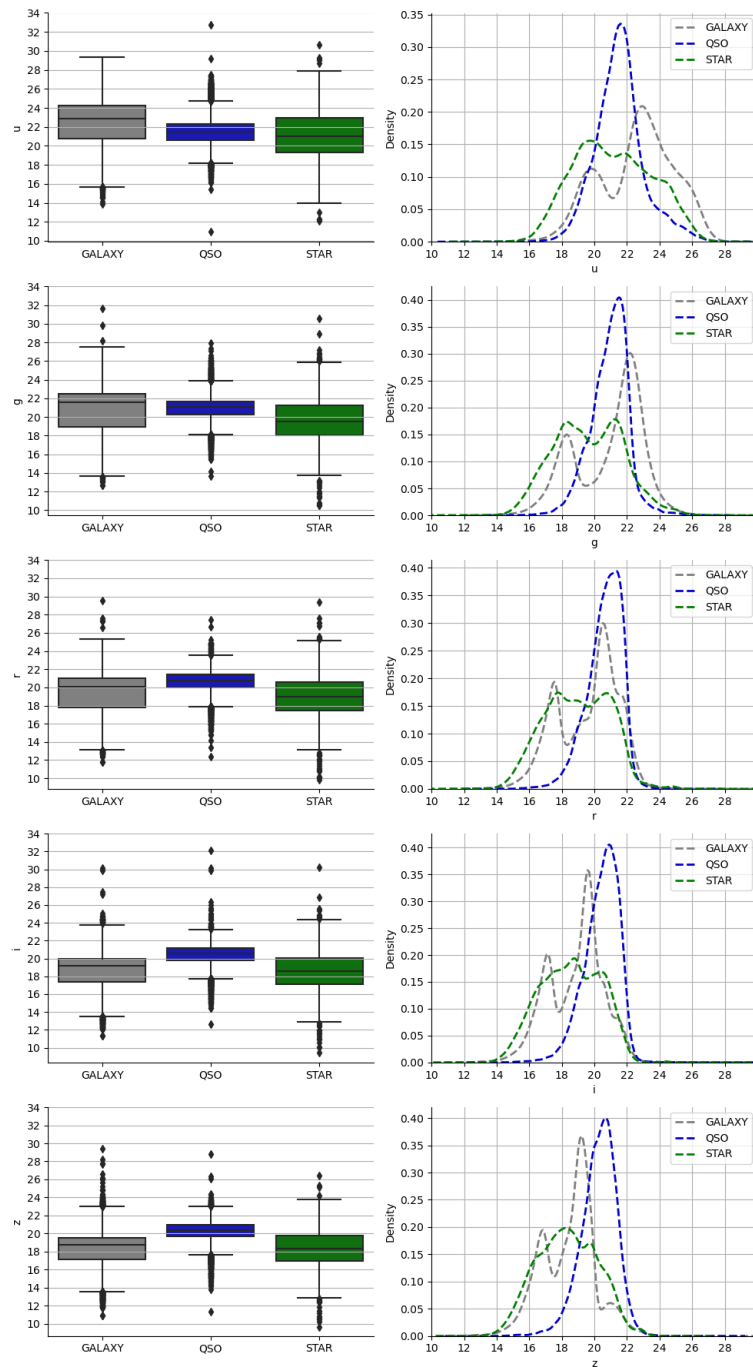 34
32
30
28
26
24
22
20
18
16
14
12
10
u
GALAXY QSO STAR
0.35
0.30
0.25
0.20
0.15
0.10
0.05
0.00
Density
GALAXY
QSO
STAR
10 12 14 16 18 20 22 24 26 28
u
34
32
30
28
26
24
22
20
18
16
14
12
10
g
GALAXY QSO STAR
0.40
0.35
0.30
0.25
0.20
0.15
0.10
0.05
0.00
Density
GALAXY
QSO
STAR
10 12 14 16 18 20 22 24 26 28
g
34
32
30
28
26
24
22
20
18
16
14
12
10
r
GALAXY QSO STAR
0.40
0.35
0.30
0.25
0.20
0.15
0.10
0.05
0.00
Density
GALAXY
QSO
STAR
10 12 14 16 18 20 22 24 26 28
r
34
32
30
28
26
24
22
20
18
16
14
12
10
i
GALAXY QSO STAR
0.40
0.35
0.30
0.25
0.20
0.15
0.10
0.05
0.00
Density
GALAXY
QSO
STAR
10 12 14 16 18 20 22 24 26 28
i
34
32
30
28
26
24
22
20
18
16
14
12
10
z
GALAXY QSO STAR
0.40
0.35
0.30
0.25
0.20
0.15
0.10
0.05
0.00
Density
GALAXY
QSO
STAR
10 12 14 16 18 20 22 24 26 28
z